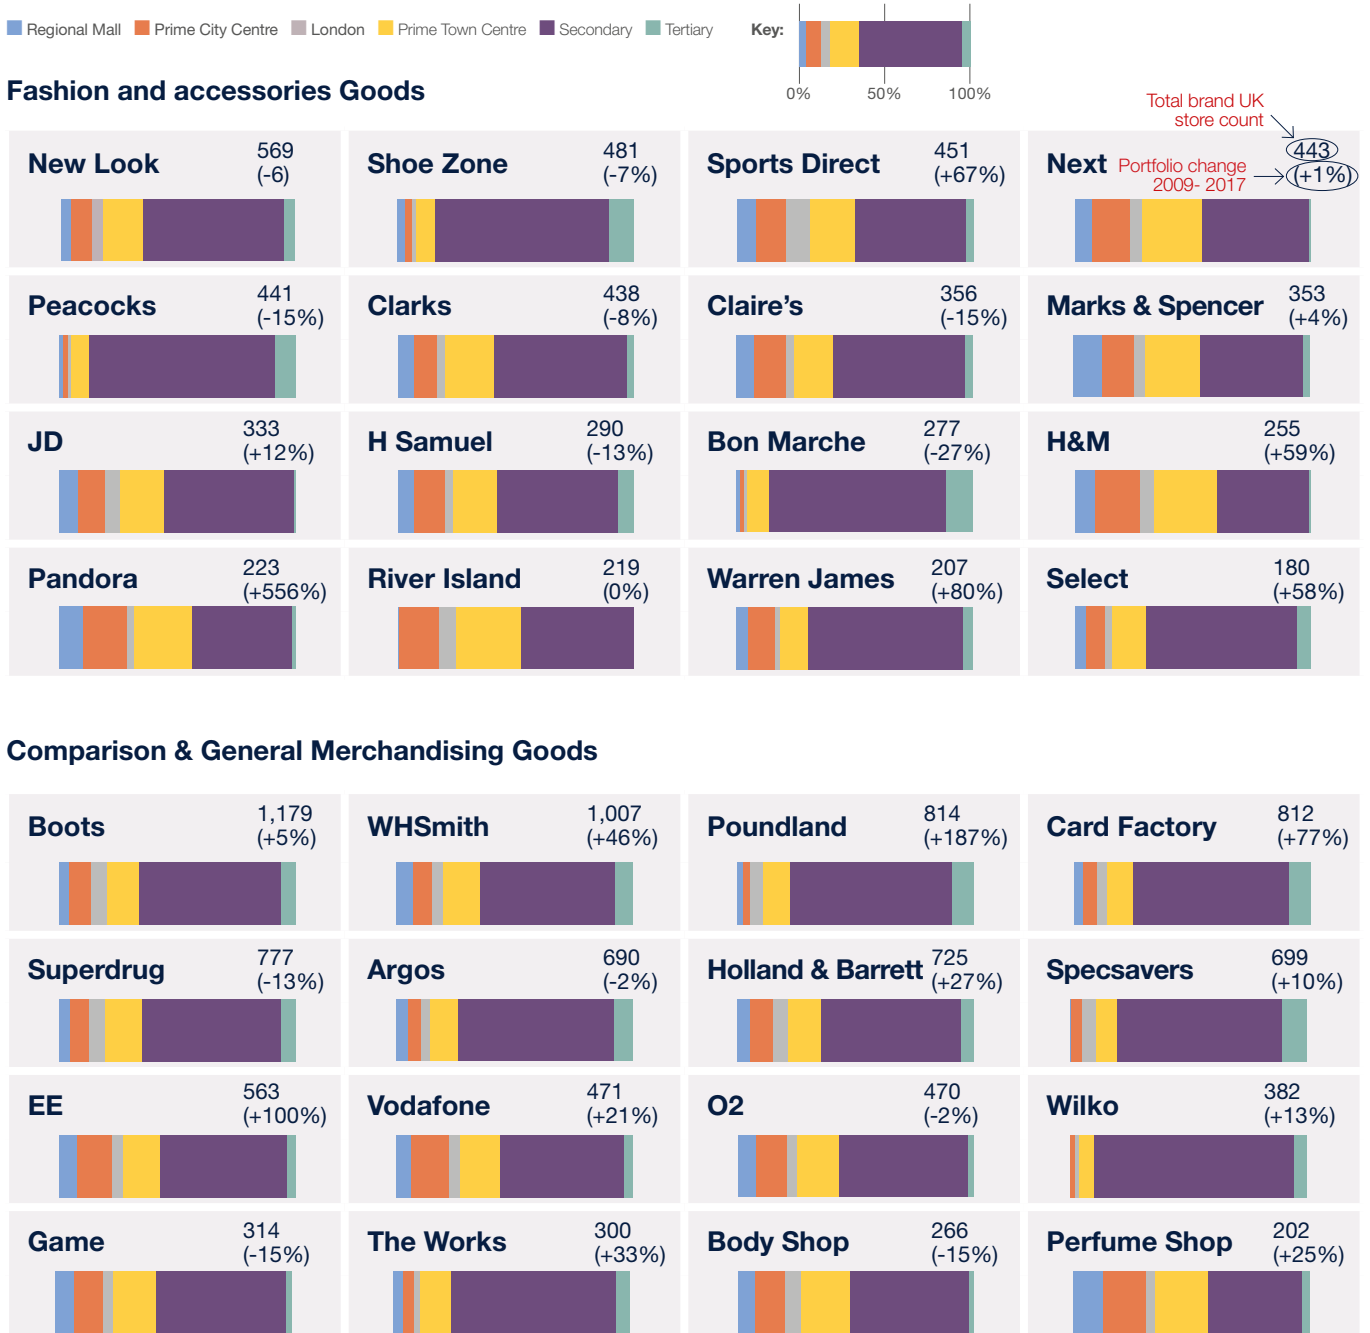 Regional Mall Prime City Centre London Prime Town Centre Secondary Tertiary Key:
0% 50% 100%
Fashion and accessories Goods
Total brand UK
store count
Portfolio change
2009- 2017
New Look 569
(-6)
Shoe Zone 481
(-7%)
Sports Direct 451
(+67%)
Next 443
(+1%)
Peacocks 441
(-15%)
Clarks 438
(-8%)
Claire’s 356
(-15%)
Marks & Spencer 353
(+4%)
JD 333
(+12%)
H Samuel 290
(-13%)
Bon Marche 277
(-27%)
H&M 255
(+59%)
Pandora 223
(+556%)
River Island 219
(0%)
Warren James 207
(+80%)
Select 180
(+58%)
Comparison & General Merchandising Goods
Boots 1,179
(+5%)
WHSmith 1,007
(+46%)
Poundland 814
(+187%)
Card Factory 812
(+77%)
Superdrug 777
(-13%)
Argos 690
(-2%)
Holland & Barrett 725
(+27%)
Specsavers 699
(+10%)
EE 563
(+100%)
Vodafone 471
(+21%)
O2 470
(-2%)
Wilko 382
(+13%)
Game 314
(-15%)
The Works 300
(+33%)
Body Shop 266
(-15%)
Perfume Shop 202
(+25%)